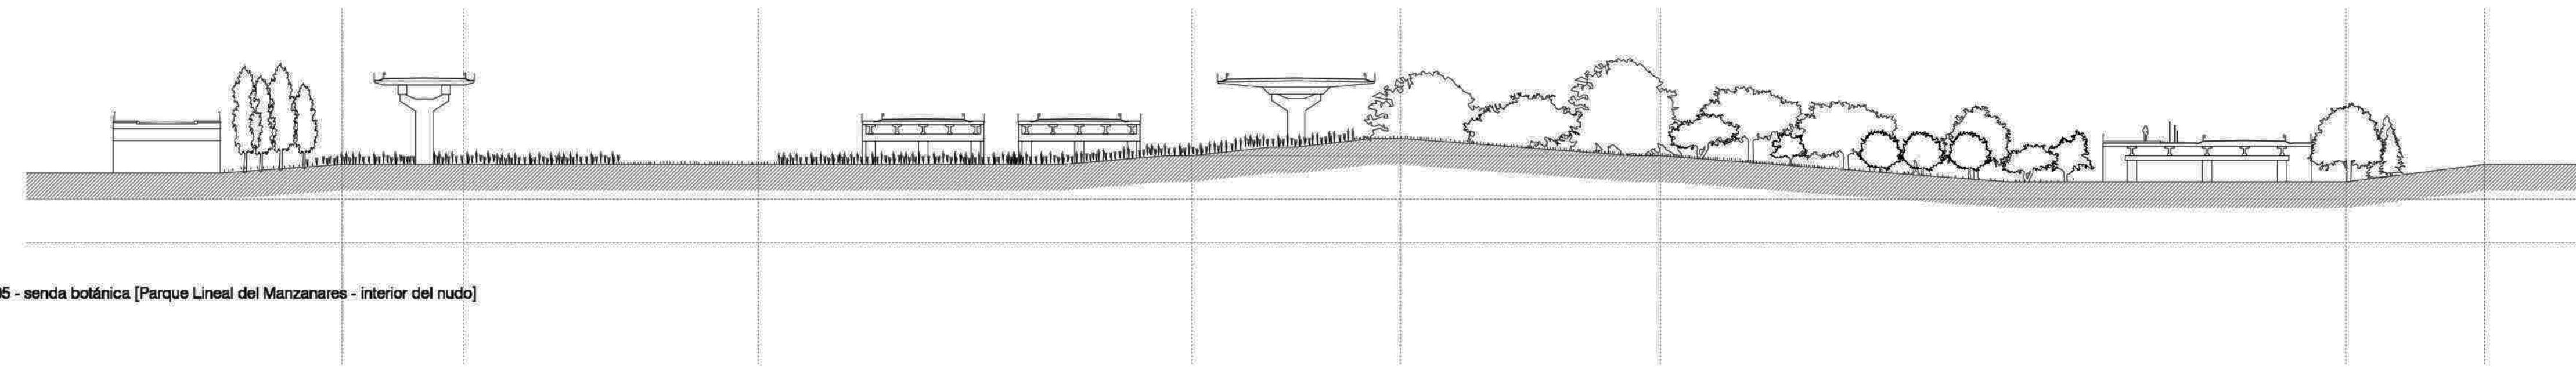 05 - senda botánica [Parque Lineal del Manzanares - interior del nudo]